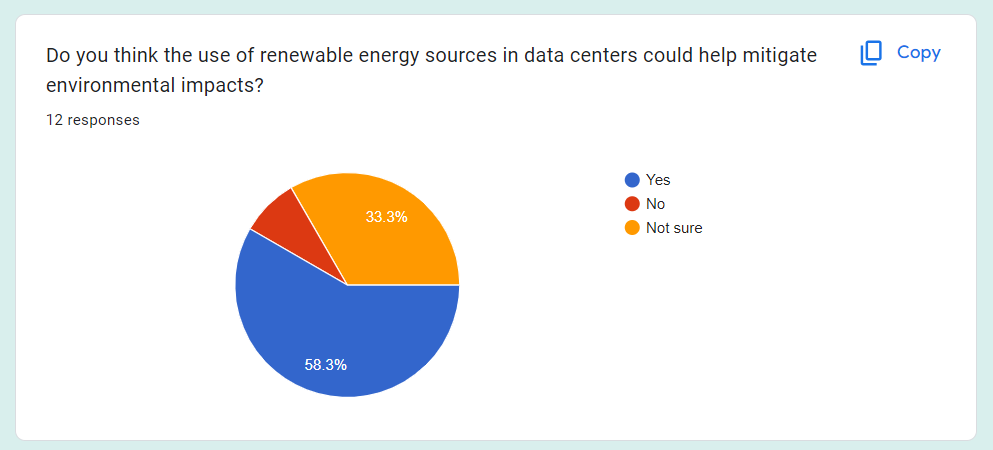 Do you think the use of renewable energy sources in data centers could help mitigate
environmental impacts?
Copy
12 responses
33.3%
58.3%
Yes
No
Not sure